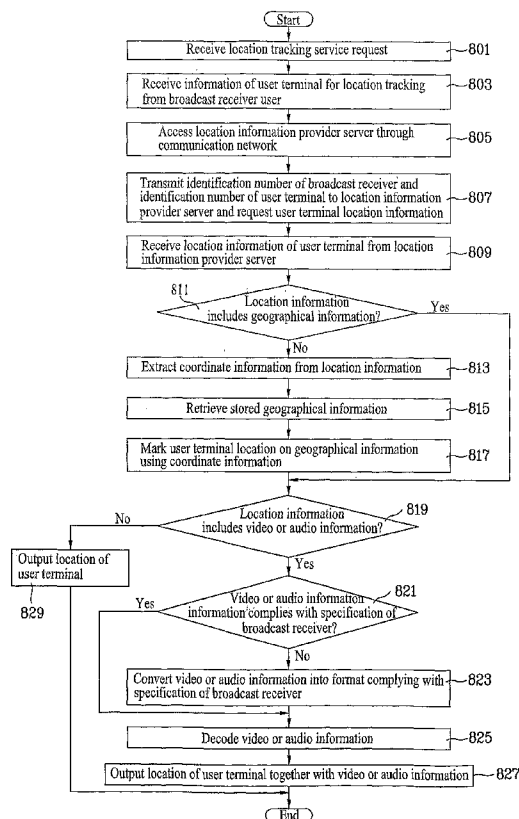 Start
Receive location tracking service request
801
Receive information of user terminal for location tracking
from broadcast receiver user
803
Access location information provider server through
communication network
805
Transmit identification number of broadcast receiver and
identification number of user terminal to location information
provider server and request user terminal location information
807
Receive location information of user terminal from location
information provider server
809
811
Location information
includes geographical information?
Yes
No
Extract coordinate information from location information
813
Retrieve stored geographical information
815
Mark user terminal location on geographical information
using coordinate information
817
Location information
includes video or audio information?
819
No
Yes
Output location of
user terminal
829
Video or audio information
information complies with specification of
broadcast receiver?
821
Yes
No
Convert video or audio information into format complying with
specification of broadcast receiver
823
Decode video or audio information
825
Output location of user terminal together with video or audio information
827
End